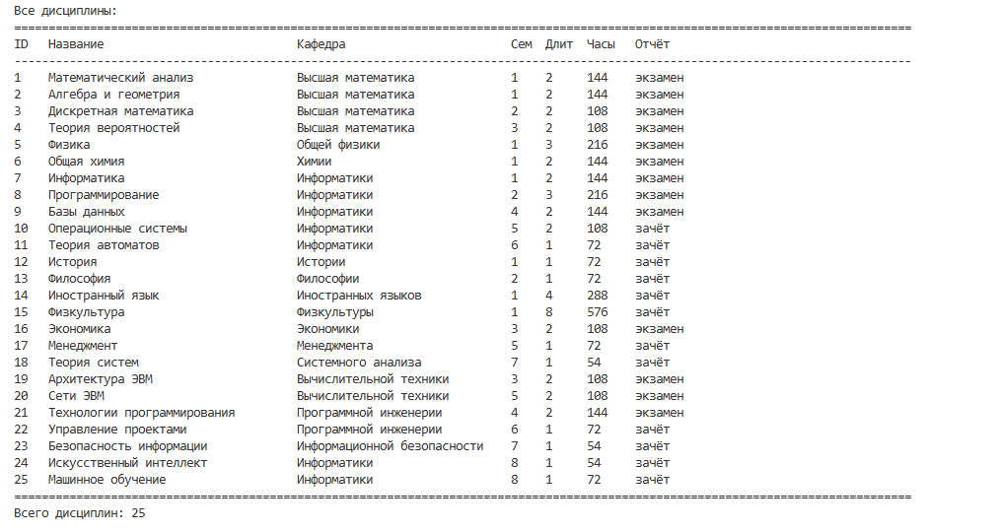 Все дисциплины:
==================================================================================================================================
ID   Название                            Кафедра                        Сем  Длит  Часы   Отчёт
----------------------------------------------------------------------------------------------------------------------------------
1    Математический анализ               Высшая математика              1    2     144    экзамен
2    Алгебра и геометрия                 Высшая математика              1    2     144    экзамен
3    Дискретная математика               Высшая математика              2    2     108    экзамен
4    Теория вероятностей                 Высшая математика              3    2     108    экзамен
5    Физика                              Общей физики                   1    3     216    экзамен
6    Общая химия                         Химии                          1    2     144    экзамен
7    Информатика                         Информатики                    1    2     144    экзамен
8    Программирование                    Информатики                    2    3     216    экзамен
9    Базы данных                         Информатики                    4    2     144    экзамен
10   Операционные системы                Информатики                    5    2     108    зачёт
11   Теория автоматов                    Информатики                    6    1     72     зачёт
12   История                             Истории                        1    1     72     зачёт
13   Философия                           Философии                      2    1     72     зачёт
14   Иностранный язык                    Иностранных языков             1    4     288    зачёт
15   Физкультура                         Физкультуры                    1    8     576    зачёт
16   Экономика                           Экономики                      3    2     108    экзамен
17   Менеджмент                          Менеджмента                    5    1     72     зачёт
18   Теория систем                       Системного анализа             7    1     54     зачёт
19   Архитектура ЭВМ                     Вычислительной техники         3    2     108    экзамен
20   Сети ЭВМ                            Вычислительной техники         5    2     108    экзамен
21   Технологии программирования         Программной инженерии          4    2     144    экзамен
22   Управление проектами                Программной инженерии          6    1     72     зачёт
23   Безопасность информации             Информационной безопасности    7    1     54     зачёт
24   Искусственный интеллект             Информатики                    8    1     54     зачёт
25   Машинное обучение                   Информатики                    8    1     72     зачёт
==================================================================================================================================
Всего дисциплин: 25